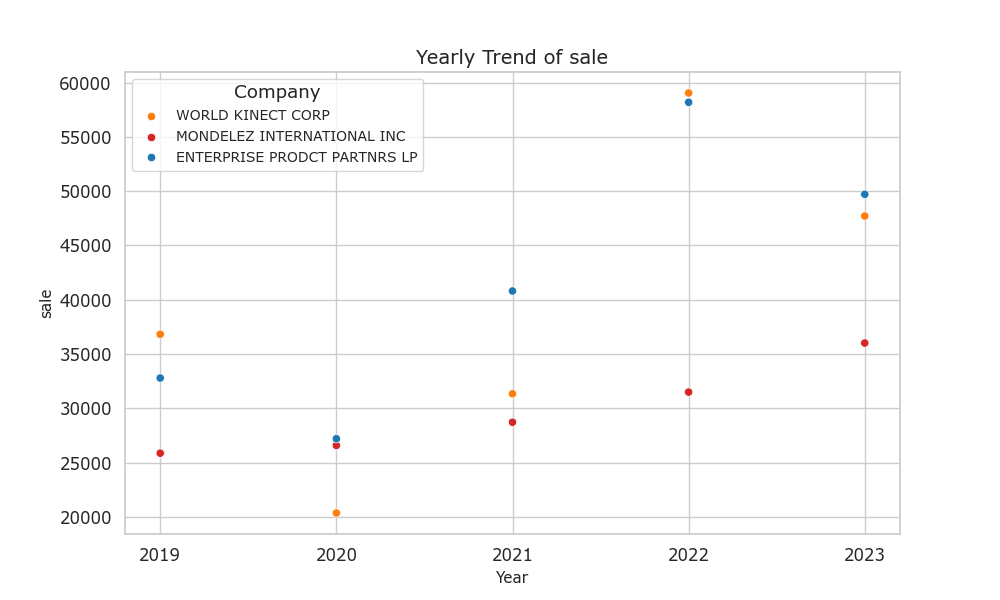 Yearly Trend of sale
Company
WORLD KINECT CORP
MONDELEZ INTERNATIONAL INC
ENTERPRISE PRODCT PARTNRS LP
60000
55000
50000
45000
40000
35000
30000
25000
20000
sale
2019 2020 2021 2022 2023
Year